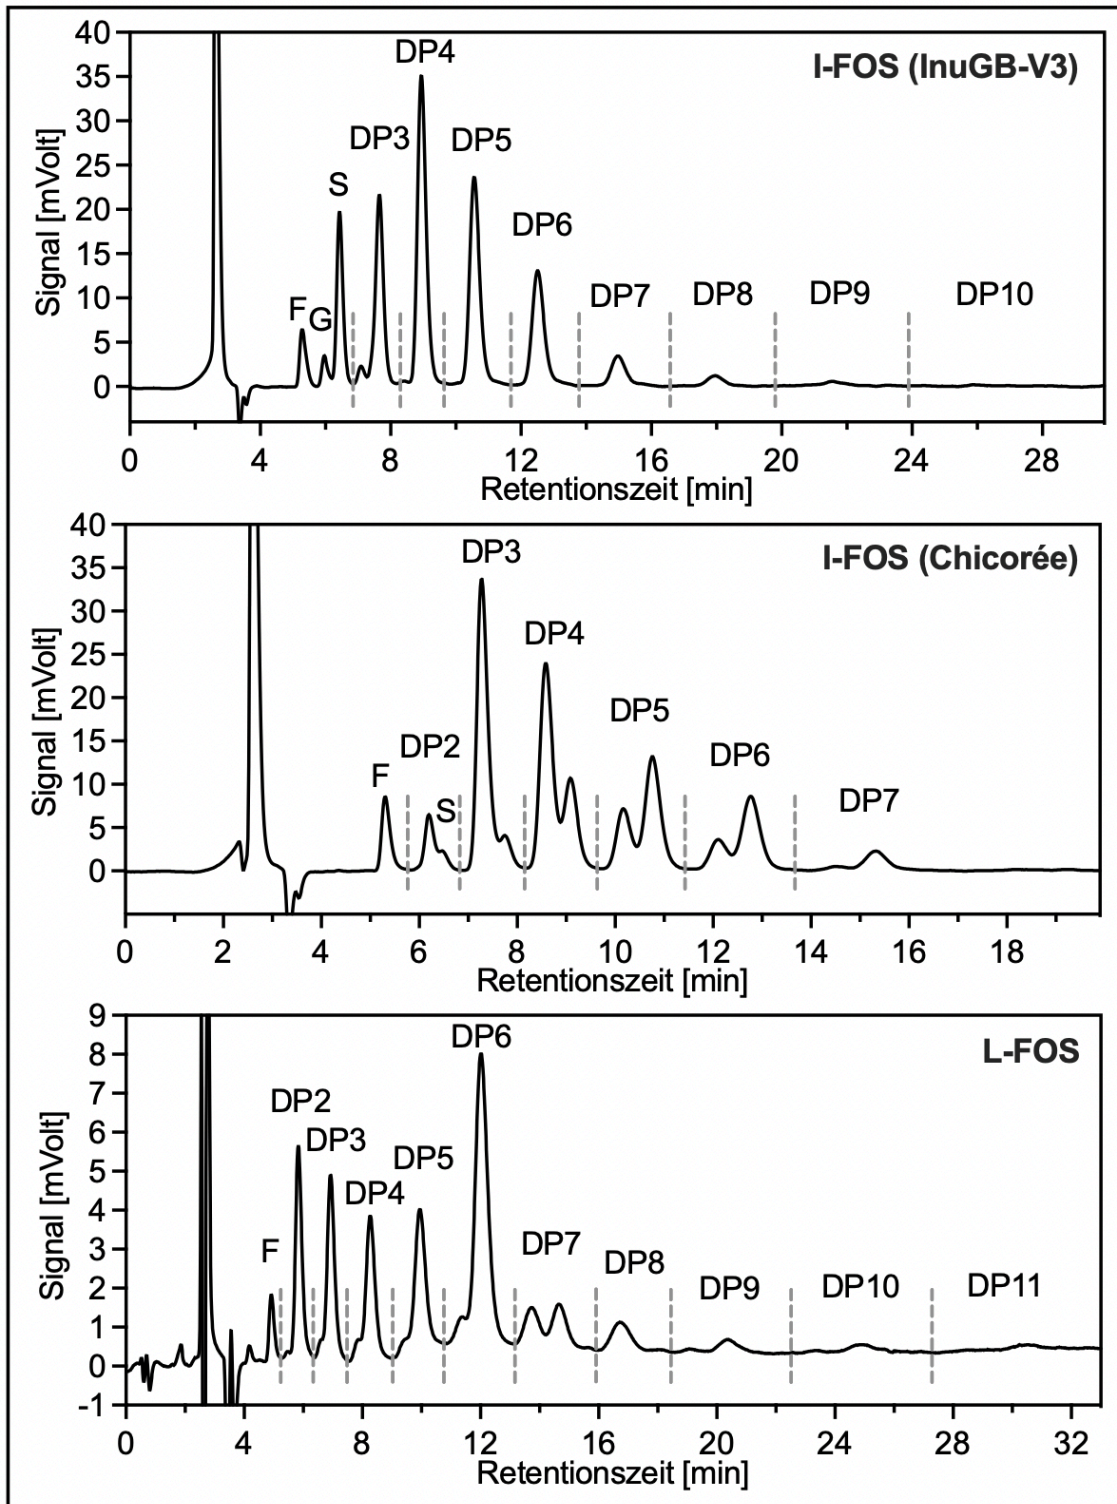 I-FOS (InuGB-V3)
Signal [mVolt]
40
35
30
25
20
15
10
5
0
F
G
S
DP3
DP4
DP5
DP6
DP7
DP8
DP9
DP10
0 4 8 12 16 20 24 28
Retentionszeit [min]
I-FOS (Chicorée)
Signal [mVolt]
40
35
30
25
20
15
10
5
0
F
DP2
S
DP3
DP4
DP5
DP6
DP7
0 2 4 6 8 10 12 14 16 18
Retentionszeit [min]
L-FOS
Signal [mVolt]
9
8
7
6
5
4
3
2
1
0
-1
F
DP2
DP3
DP4
DP5
DP6
DP7
DP8
DP9
DP10
DP11
0 4 8 12 16 20 24 28 32
Retentionszeit [min]